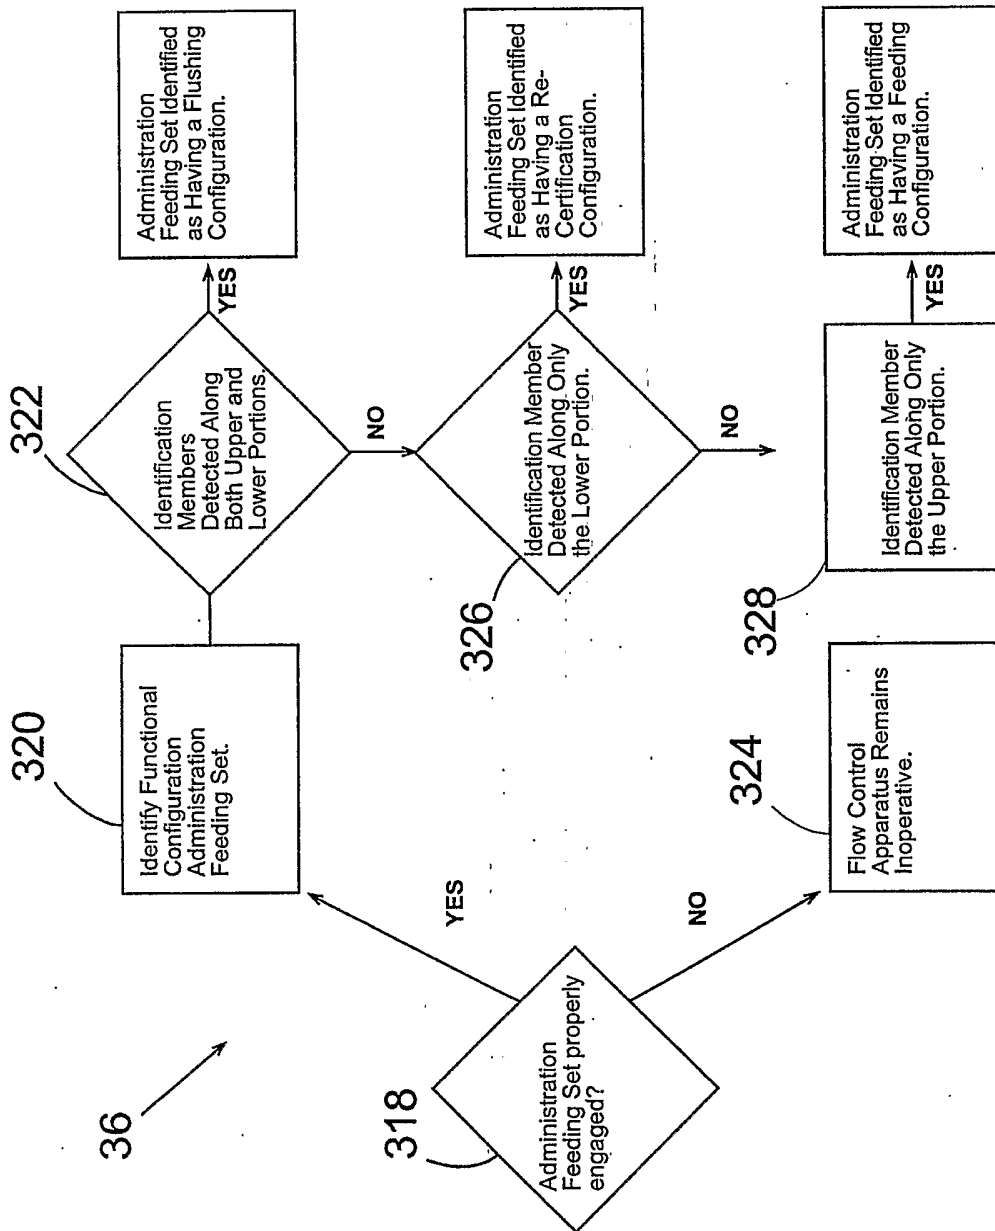 36
318
Administration
Feeding Set properly
engaged?
YES
NO
320
Identify Functional
Configuration
Administration
Feeding Set.
324
Flow Control
Apparatus Remains
Inoperative.
322
Identification
Members
Detected Along
Both Upper and
Lower Portions.
YES
NO
Administration
Feeding Set Identified
as Having a Flushing
Configuration.
326
Identification Member
Detected Along Only
the Lower Portion.
YES
NO
Administration
Feeding Set Identified
as Having a Re-
Certification
Configuration.
328
Identification Member
Detected Along Only
the Upper Portion.
YES
Administration
Feeding Set Identified
as Having a Feeding
Configuration.